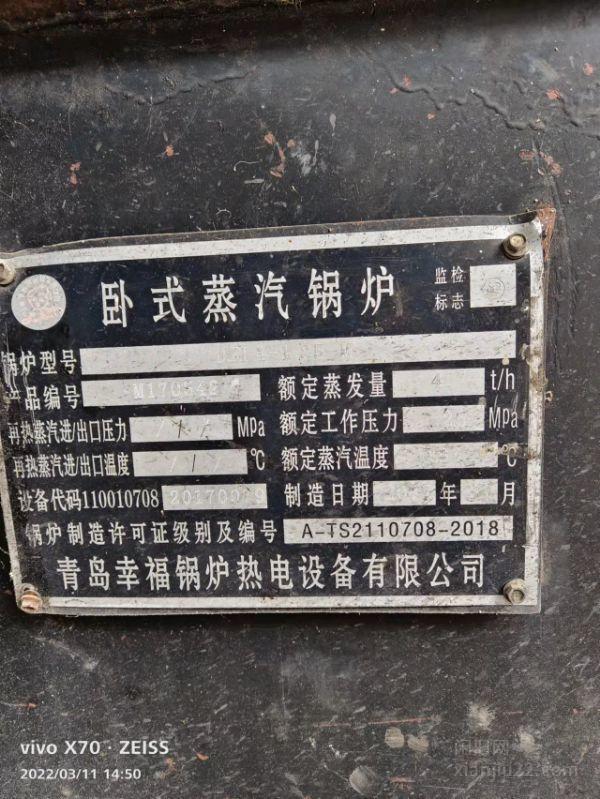 卧式蒸汽锅炉
监检
标志
锅炉型号
产品编号 额定蒸发量 4 t/h
再热蒸汽进/出口压力 / / Mpa 额定工作压力 Mpa
再热蒸汽进/出口温度 / / ℃ 额定蒸汽温度 ℃
设备代码110010708 制造日期 年 月
锅炉制造许可证级别及编号 A-TS2110708-2018
青岛幸福锅炉热电设备有限公司
vivo X70 · ZEISS
2022/03/11 14:50
闲旧网
xianjiu22.com